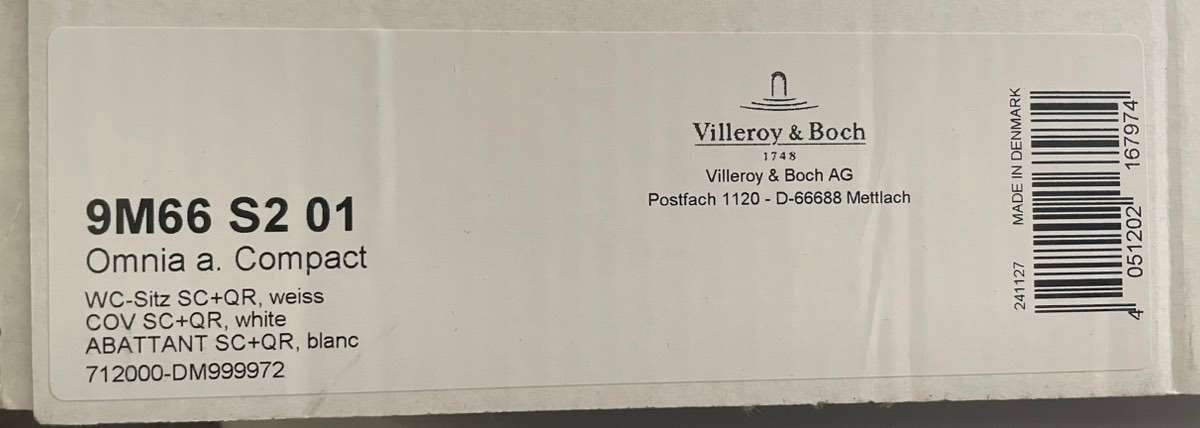 9M66 S2 01
Omnia a. Compact
WC-Sitz SC+QR, weiss
COV SC+QR, white
ABATTANT SC+QR, blanc
712000-DM999972
Villeroy & Boch
1748
Villeroy & Boch AG
Postfach 1120 - D-66688 Mettlach
241127 MADE IN DENMARK
4 051202 167974